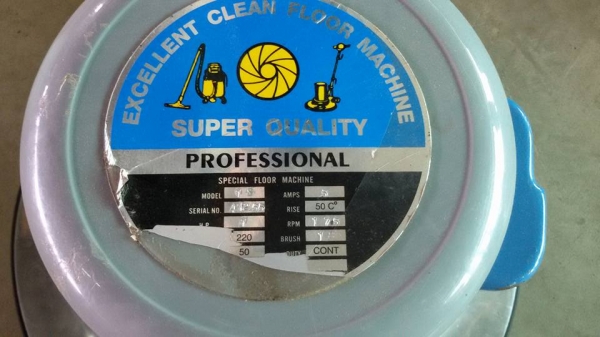 EXCELLENT CLEAN FLOOR MACHINE
SUPER QUALITY
PROFESSIONAL
SPECIAL FLOOR MACHINE
MODEL AMPS
SERIAL NO. RISE 50 C°
H.P. RPM
220 BRUSH
50 CONT